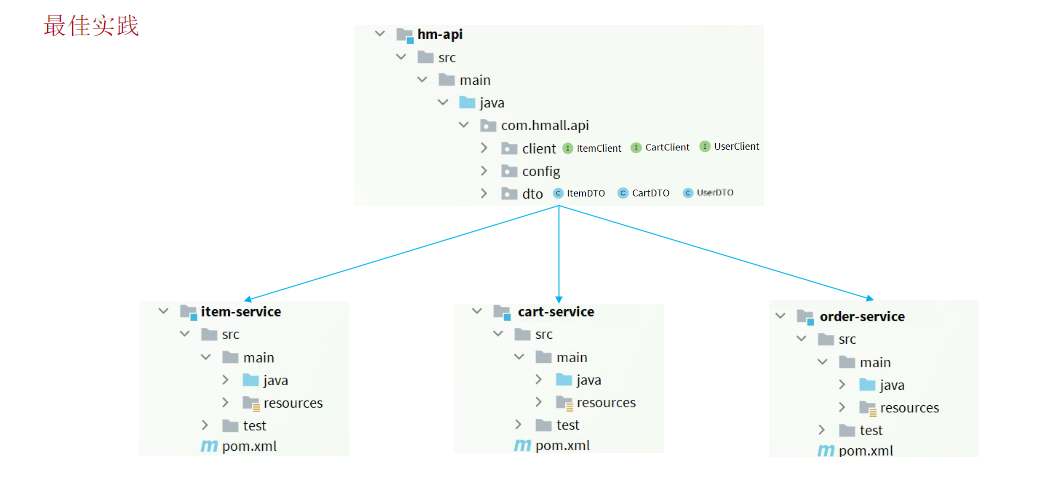 最佳实践
hm-api
src
main
java
com.hmall.api
client I ItemClient I CartClient I UserClient
config
dto C ItemDTO C CartDTO C UserDTO
item-service
src
main
java
resources
test
m pom.xml
cart-service
src
main
java
resources
test
m pom.xml
order-service
src
main
java
resources
test
m pom.xml